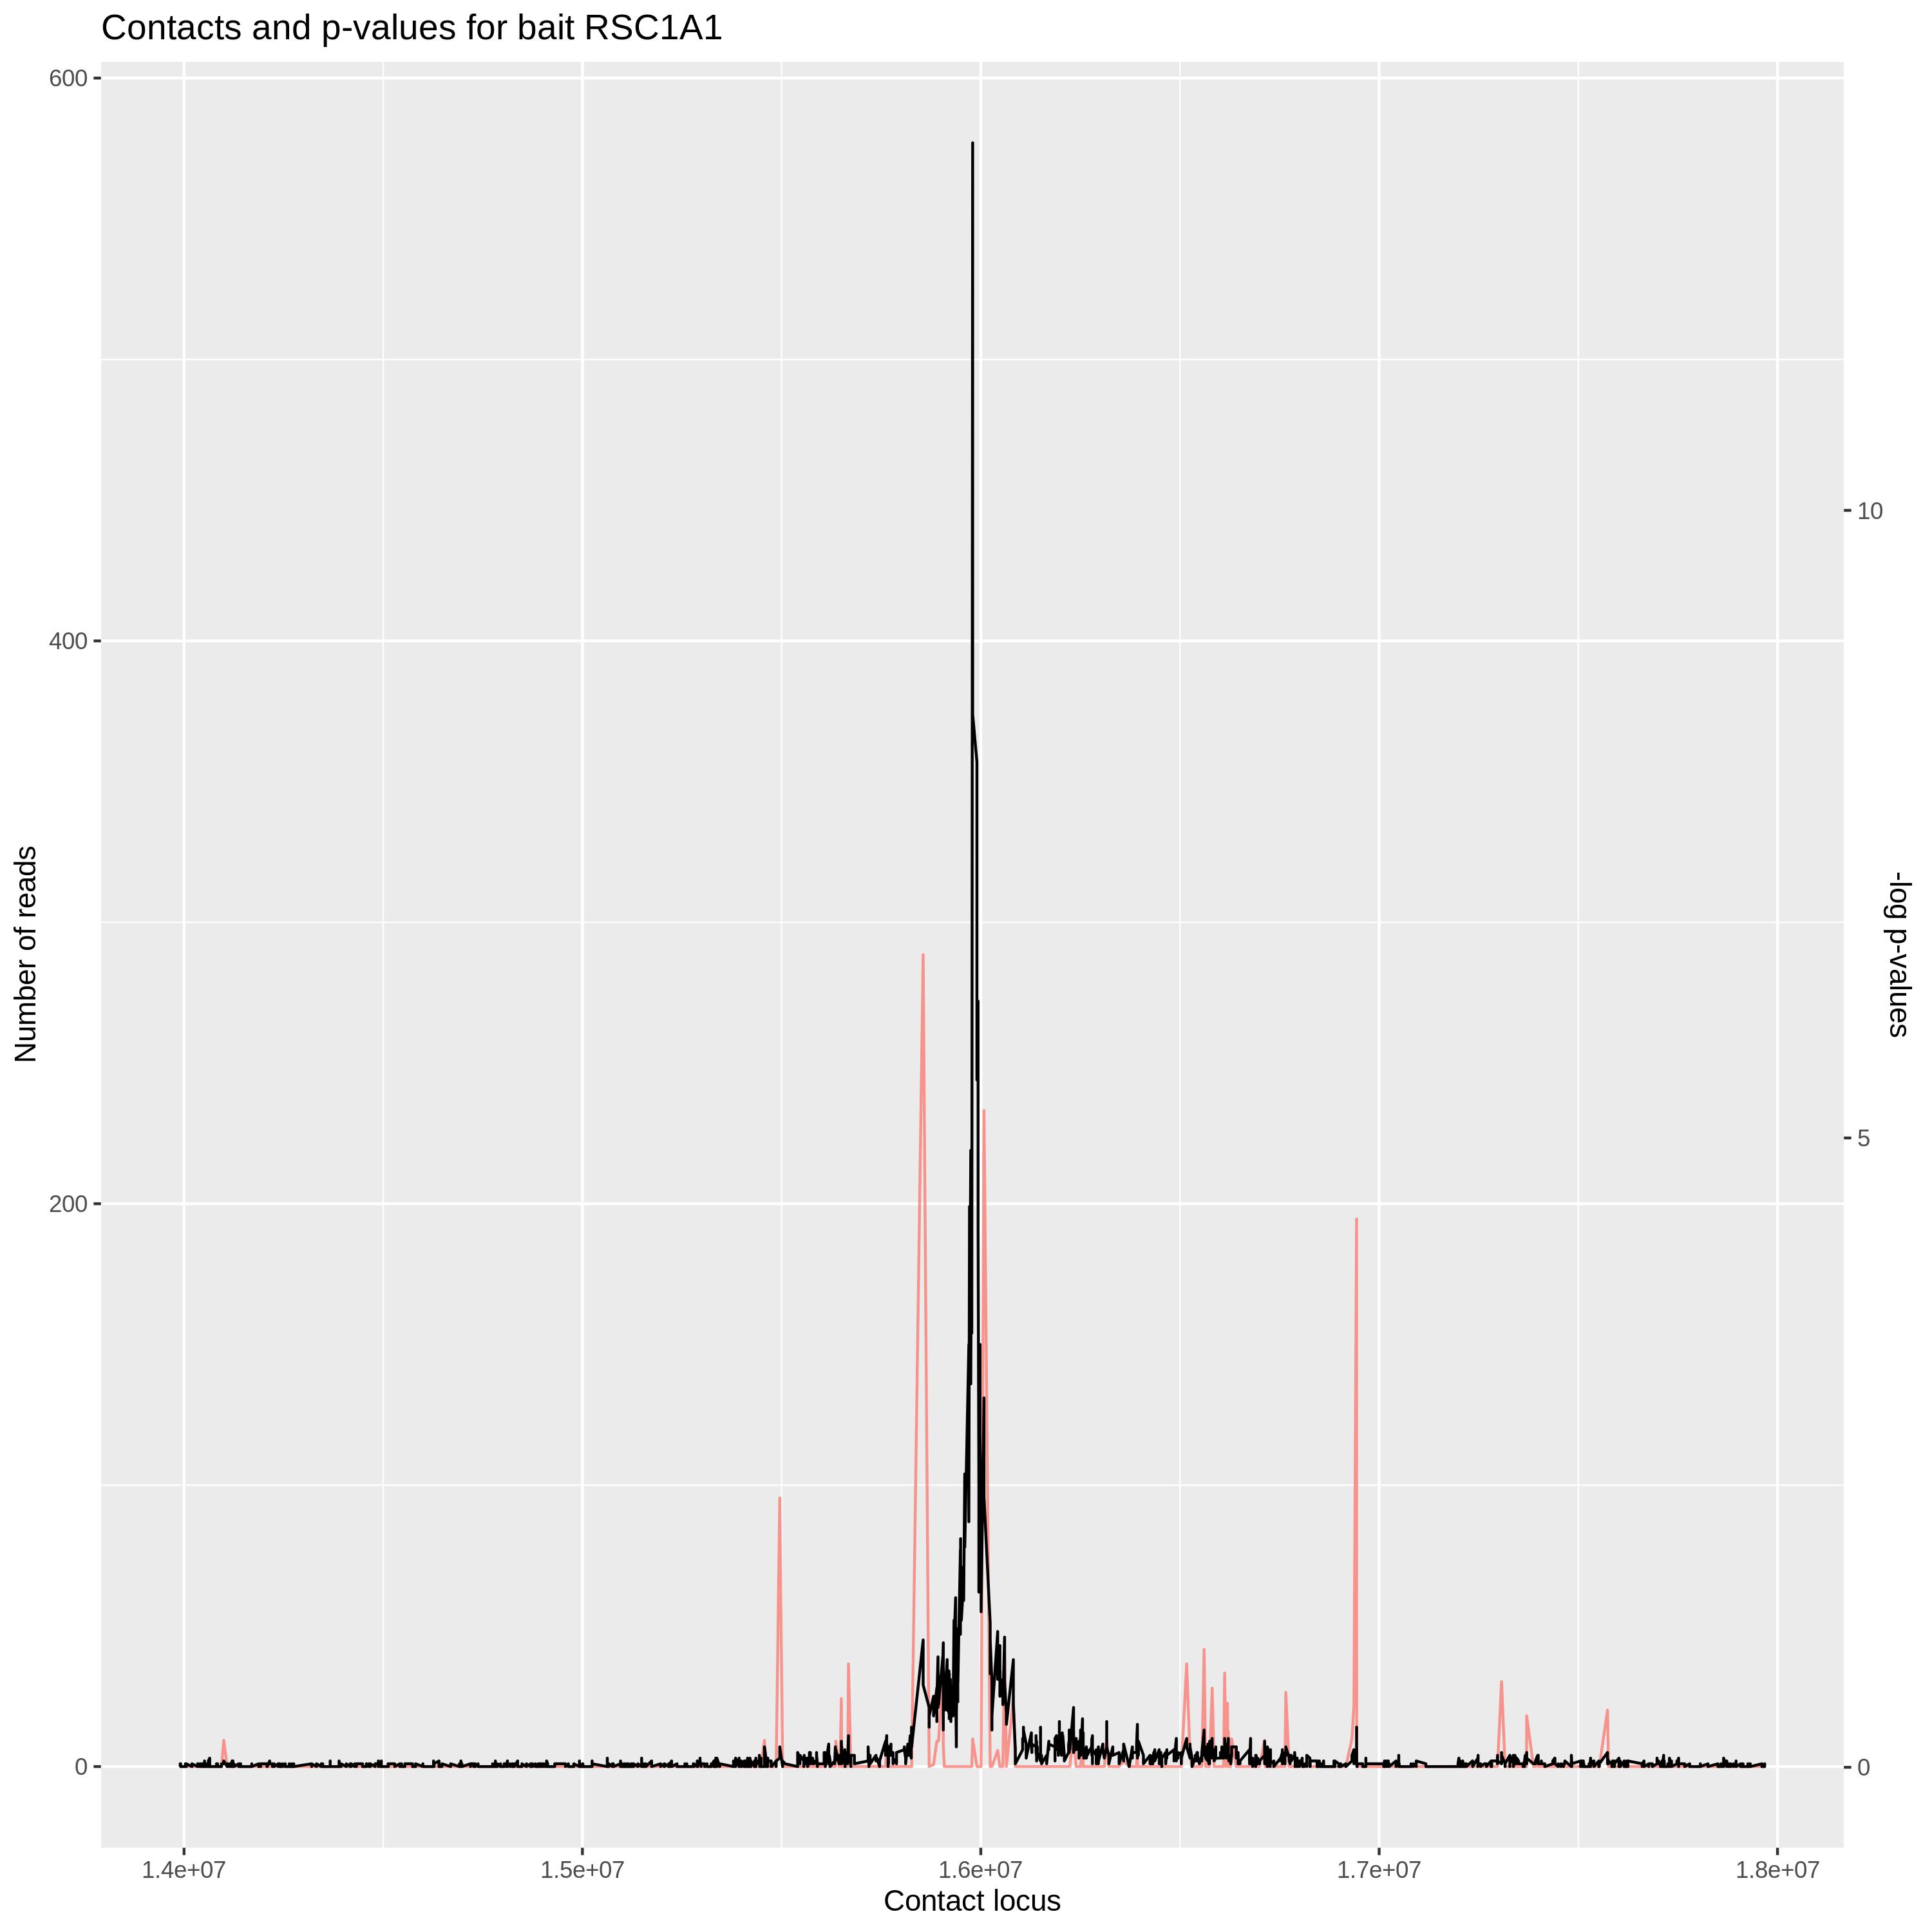 Contacts and p-values for bait RSC1A1
600
400
200
0
Number of reads
10
5
0
-log p-values
1.4e+07
1.5e+07
1.6e+07
1.7e+07
1.8e+07
Contact locus